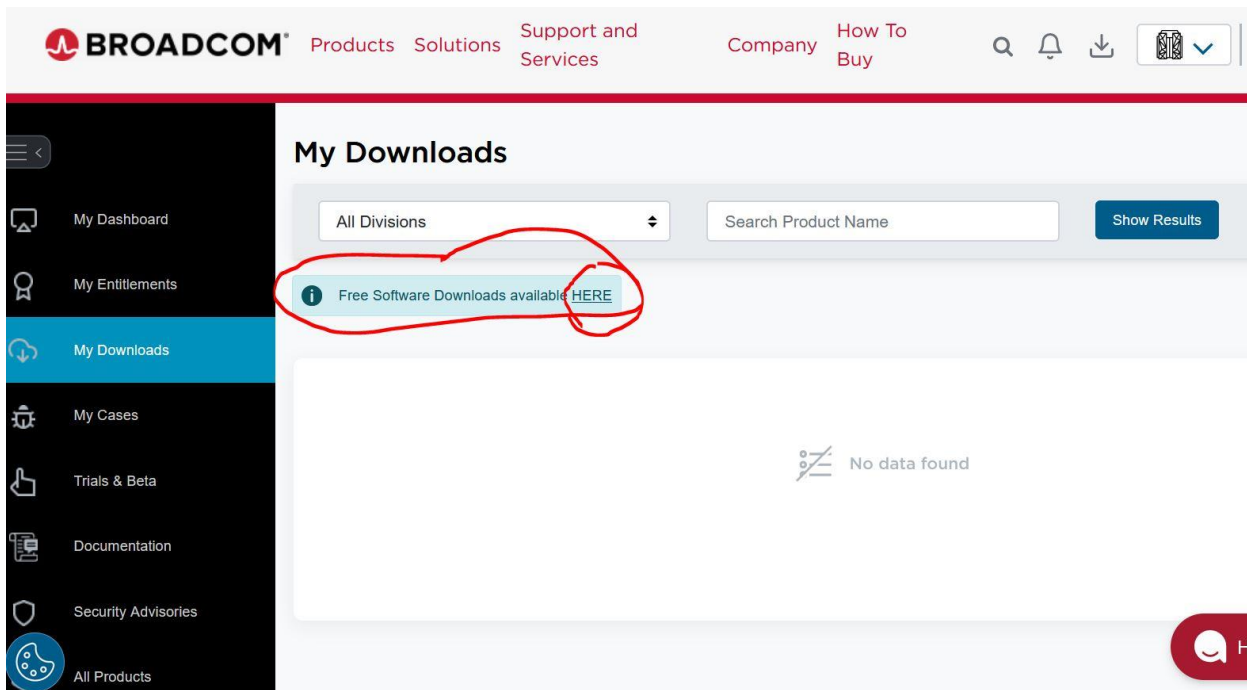 BROADCOM®
Products Solutions Support and Services Company How To Buy
My Downloads
My Dashboard
My Entitlements
My Downloads
My Cases
Trials & Beta
Documentation
Security Advisories
All Products
All Divisions
Search Product Name
Show Results
Free Software Downloads available HERE
No data found
H